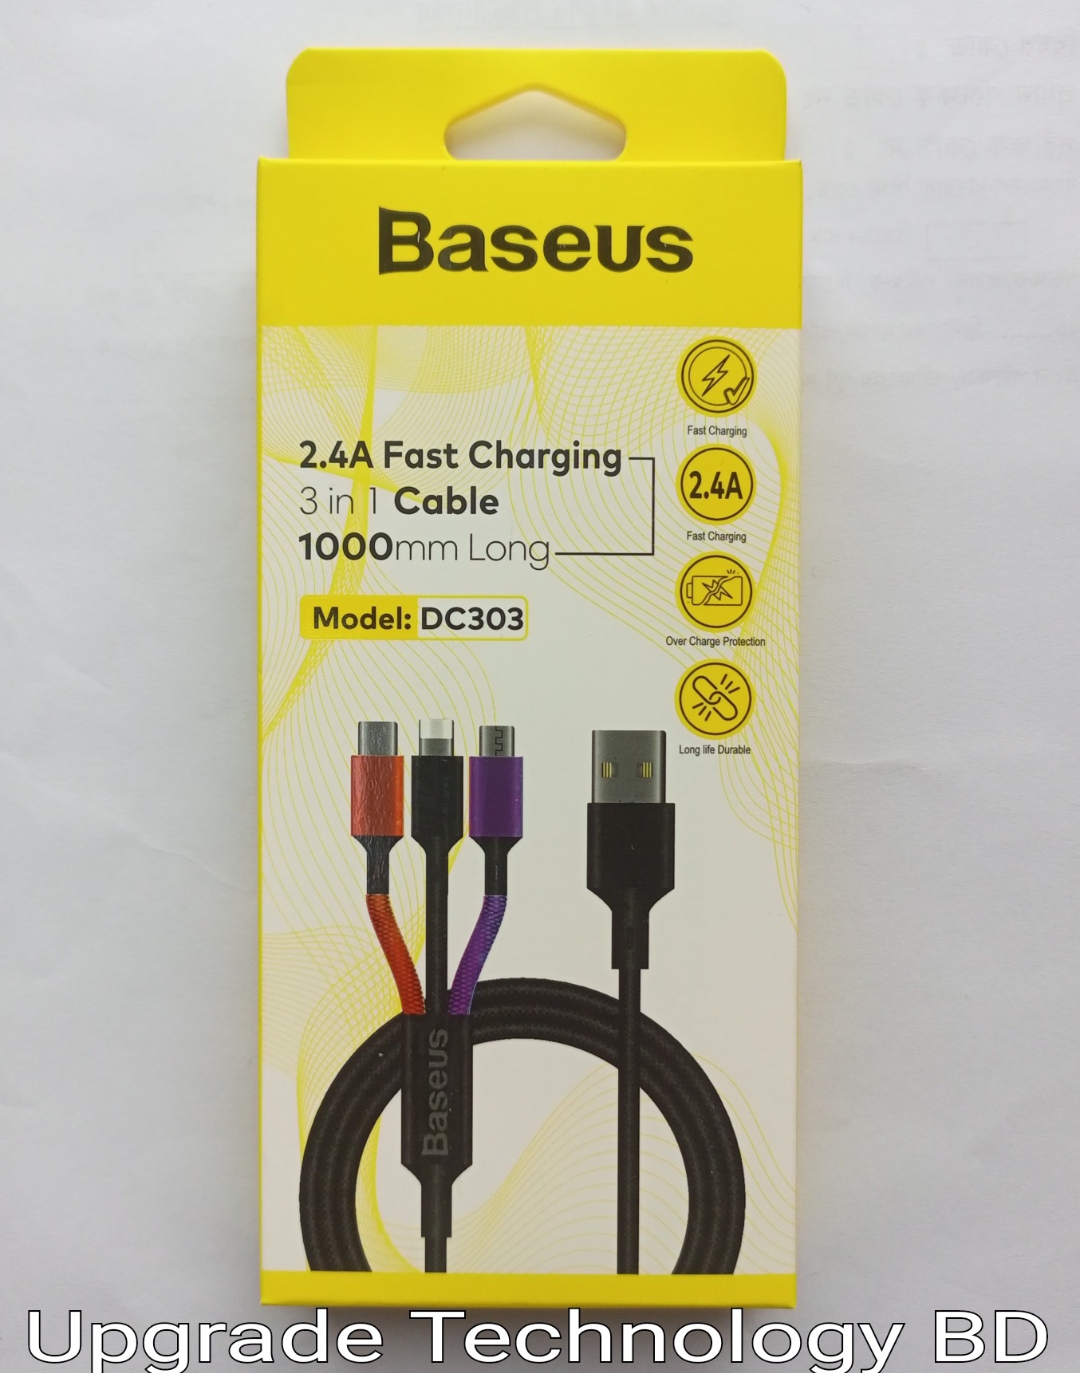 Baseus
2.4A Fast Charging
3 in 1 Cable
1000mm Long
Model: DC303
Fast Charging
2.4A
Fast Charging
Over Charge Protection
Long life Durable
Baseus
Upgrade Technology BD